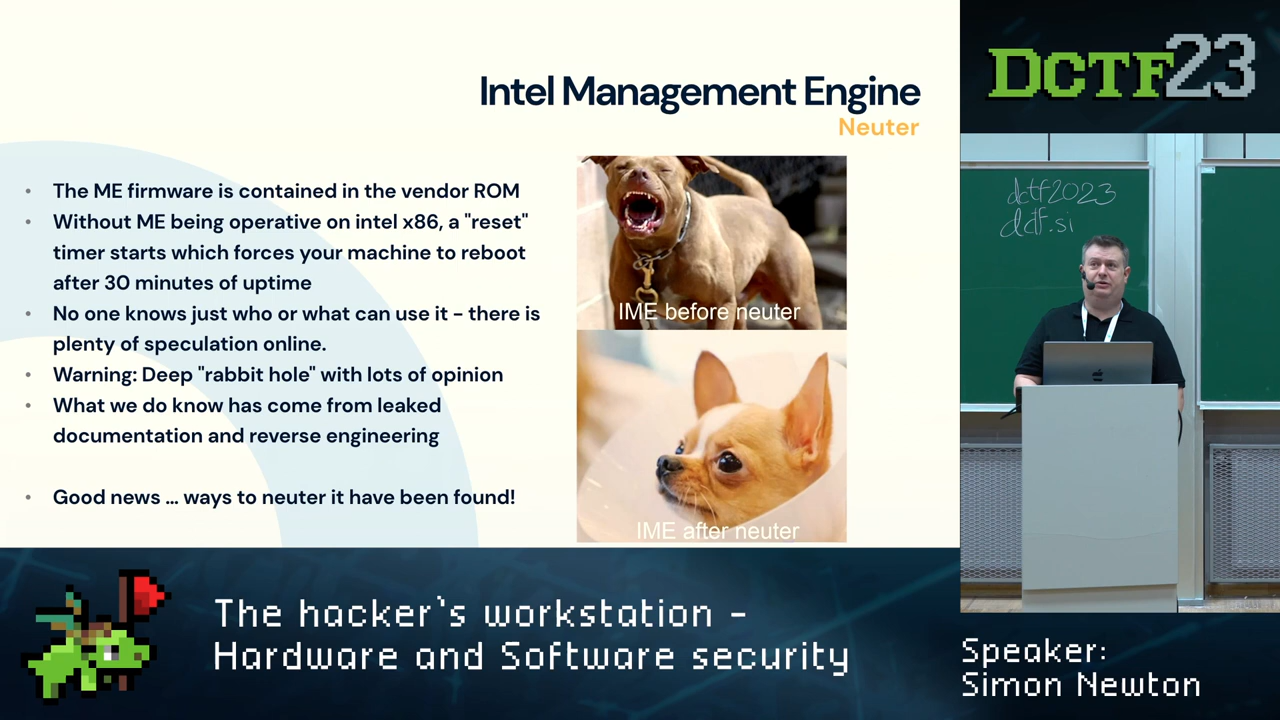 Intel Management Engine
Neuter
• The ME firmware is contained in the vendor ROM
• Without ME being operative on intel x86, a "reset"
timer starts which forces your machine to reboot
after 30 minutes of uptime
• No one knows just who or what can use it - there is
plenty of speculation online.
• Warning: Deep "rabbit hole" with lots of opinion
• What we do know has come from leaked
documentation and reverse engineering
• Good news ... ways to neuter it have been found!
IME before neuter
IME after neuter
DCTF23
dctf2023
dctf.si
The hacker`s workstation -
Hardware and Software security
Speaker:
Simon Newton